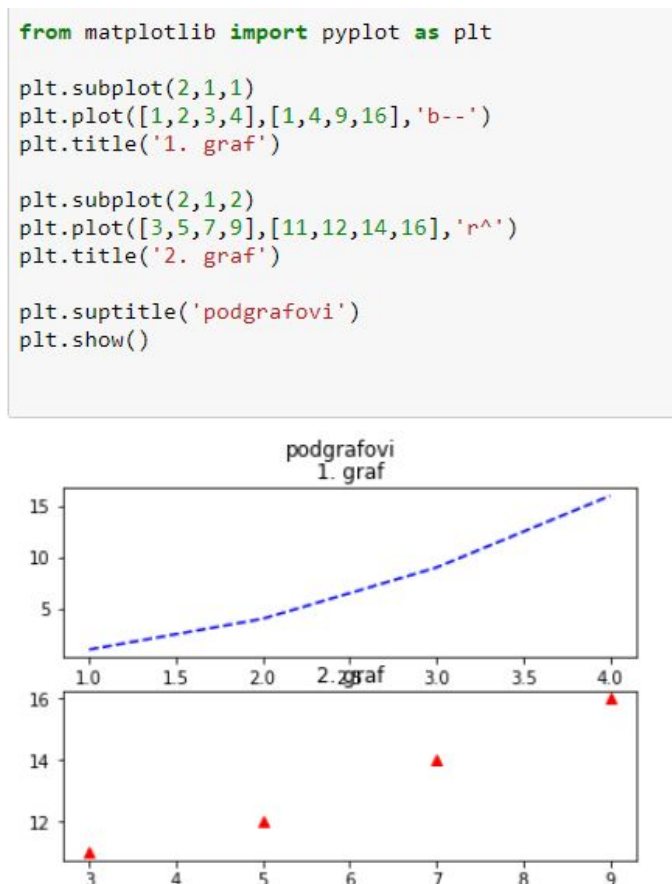 from matplotlib import pyplot as plt
plt.subplot(2,1,1)
plt.plot([1,2,3,4],[1,4,9,16],'b--')
plt.title('1. graf')
plt.subplot(2,1,2)
plt.plot([3,5,7,9],[11,12,14,16],'r^')
plt.title('2. graf')
plt.suptitle('podgrafovi')
plt.show()
podgrafovi
1. graf
15
10
5
1.0 1.5 2.0 2.5 3.0 3.5 4.0
2. graf
16
14
12
3 4 5 6 7 8 9